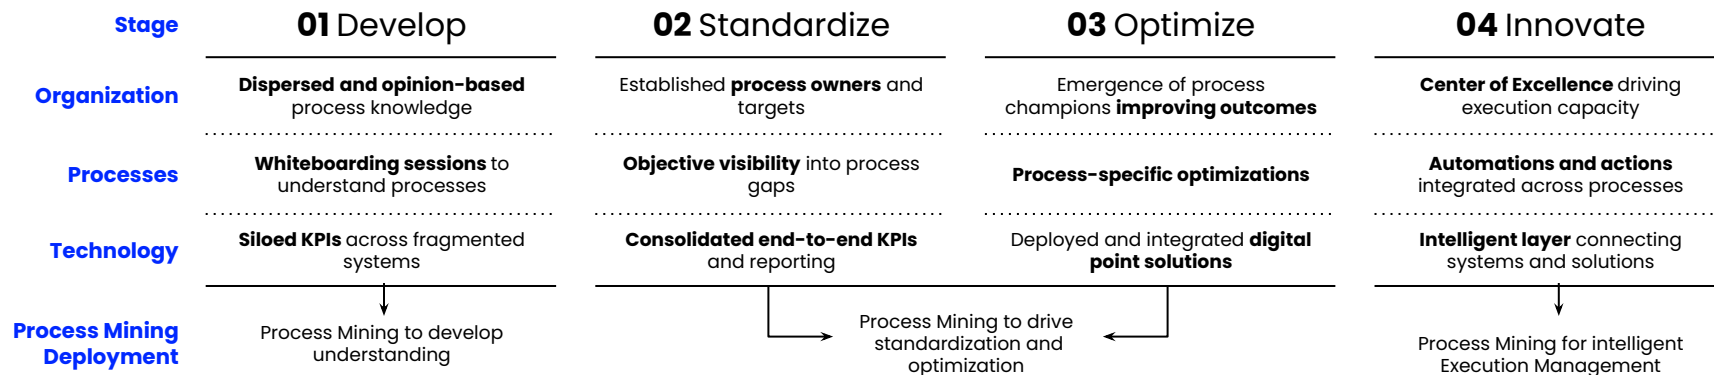 Stage
01 Develop
02 Standardize
03 Optimize
04 Innovate
Organization
Dispersed and opinion-based
process knowledge
Established process owners and
targets
Emergence of process
champions improving outcomes
Center of Excellence driving
execution capacity
Processes
Whiteboarding sessions to
understand processes
Objective visibility into process
gaps
Process-specific optimizations
Automations and actions
integrated across processes
Technology
Siloed KPIs across fragmented
systems
Consolidated end-to-end KPIs
and reporting
Deployed and integrated digital
point solutions
Intelligent layer connecting
systems and solutions
Process Mining
Deployment
Process Mining to develop
understanding
Process Mining to drive
standardization and
optimization
Process Mining for intelligent
Execution Management